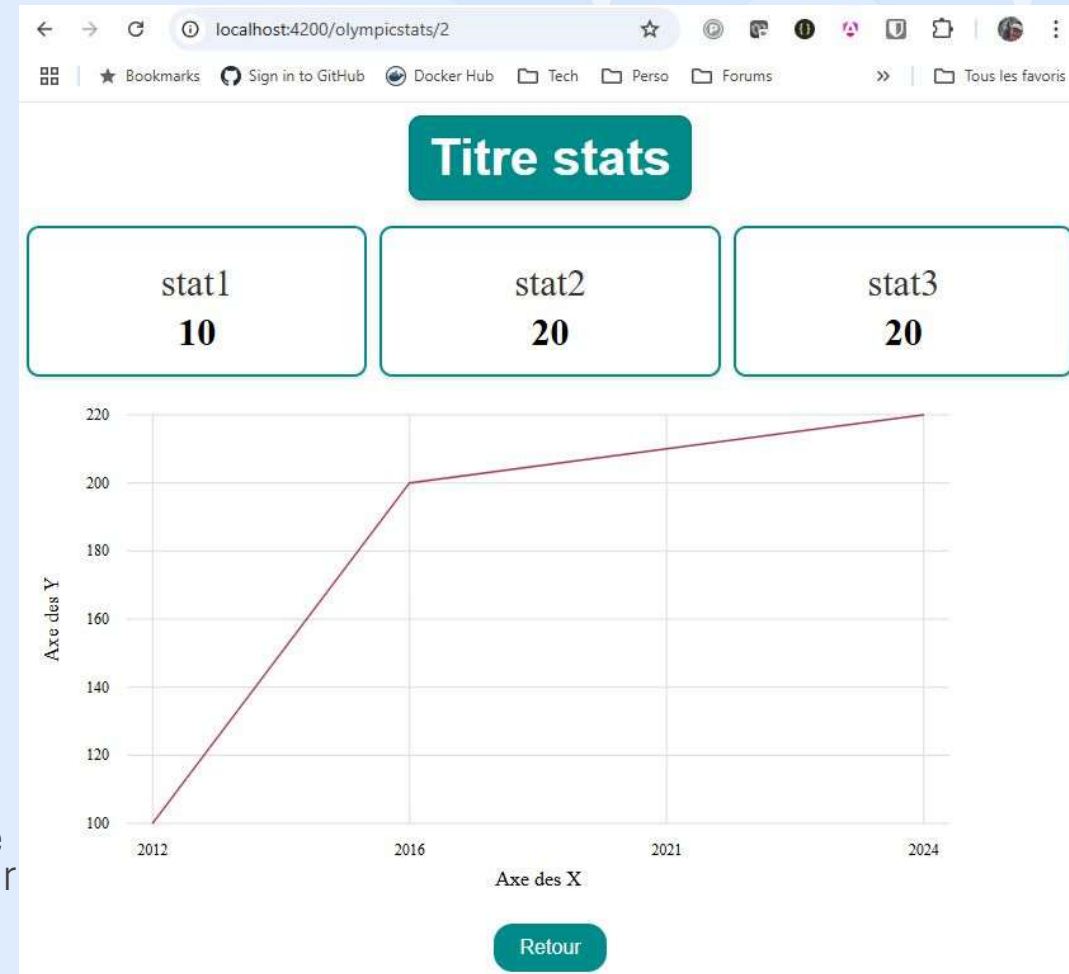 localhost:4200/olympicstats/2
Bookmarks Sign in to GitHub Docker Hub Tech Perso Forums » Tous les favoris
Titre stats
stat1 stat2 stat3
10 20 20
220
200
180
160
140
120
100
Axe des Y
2012 2016 2021 2024
Axe des X
Retour